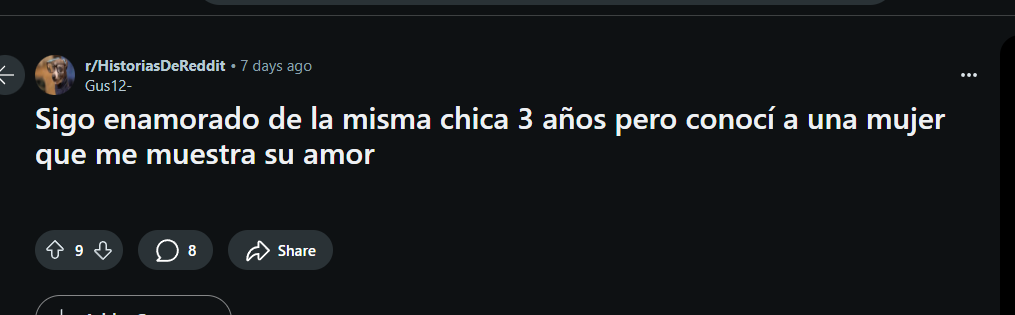 r/HistoriasDeReddit • 7 days ago
Gus12-
Sigo enamorado de la misma chica 3 años pero conocí a una mujer
que me muestra su amor
9
8
Share